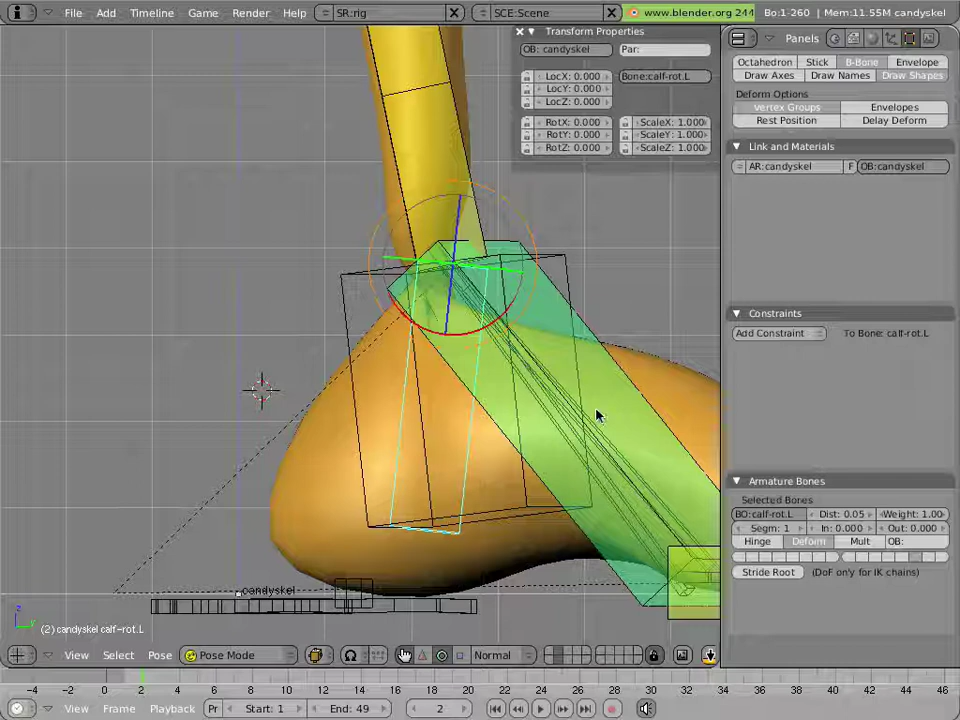 File Add Timeline Game Render Help SR:rig SCE:Scene www.blender.org 244 Bo:1-260 | Mem:11.55M candyskel
Transform Properties
OB: candyskel Par:
LocX: 0.000 Bone:calf-rot.L
LocY: 0.000
LocZ: 0.000
RotX: 0.000 ScaleX: 1.000
RotY: 0.000 ScaleY: 1.000
RotZ: 0.000 ScaleZ: 1.000
Panels
Octahedron Stick B-Bone Envelope
Draw Axes Draw Names Draw Shapes
Deform Options
Vertex Groups Envelopes
Rest Position Delay Deform
Link and Materials
AR:candyskel F OB:candyskel
Constraints
Add Constraint To Bone: calf-rot.L
Armature Bones
Selected Bones
BO:calf-rot.L Dist: 0.05 Weight: 1.00
Segm: 1 In: 0.000 Out: 0.000
Hinge Deform Mult OB:
Stride Root (DoF only for IK chains)
candyskel
z
y
(2) candyskel calf-rot.L
View Select Pose Pose Mode Normal
-4 -2 0 2 4 6 8 10 12 14 16 18 20 22 24 26 28 30 32 34 36 38 40 42 44 46
View Frame Playback Pr Start: 1 End: 49 2